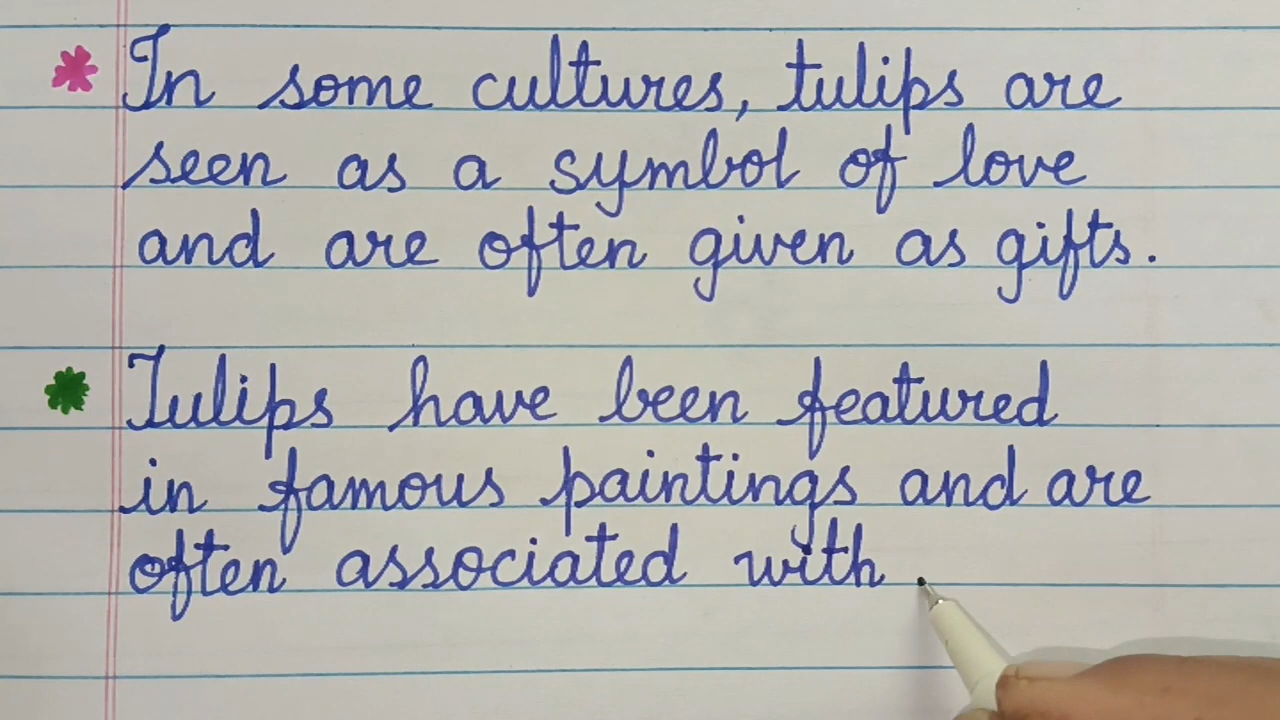 In some cultures, tulips are
seen as a symbol of love
and are often given as gifts.
Tulips have been featured
in famous paintings and are
often associated with